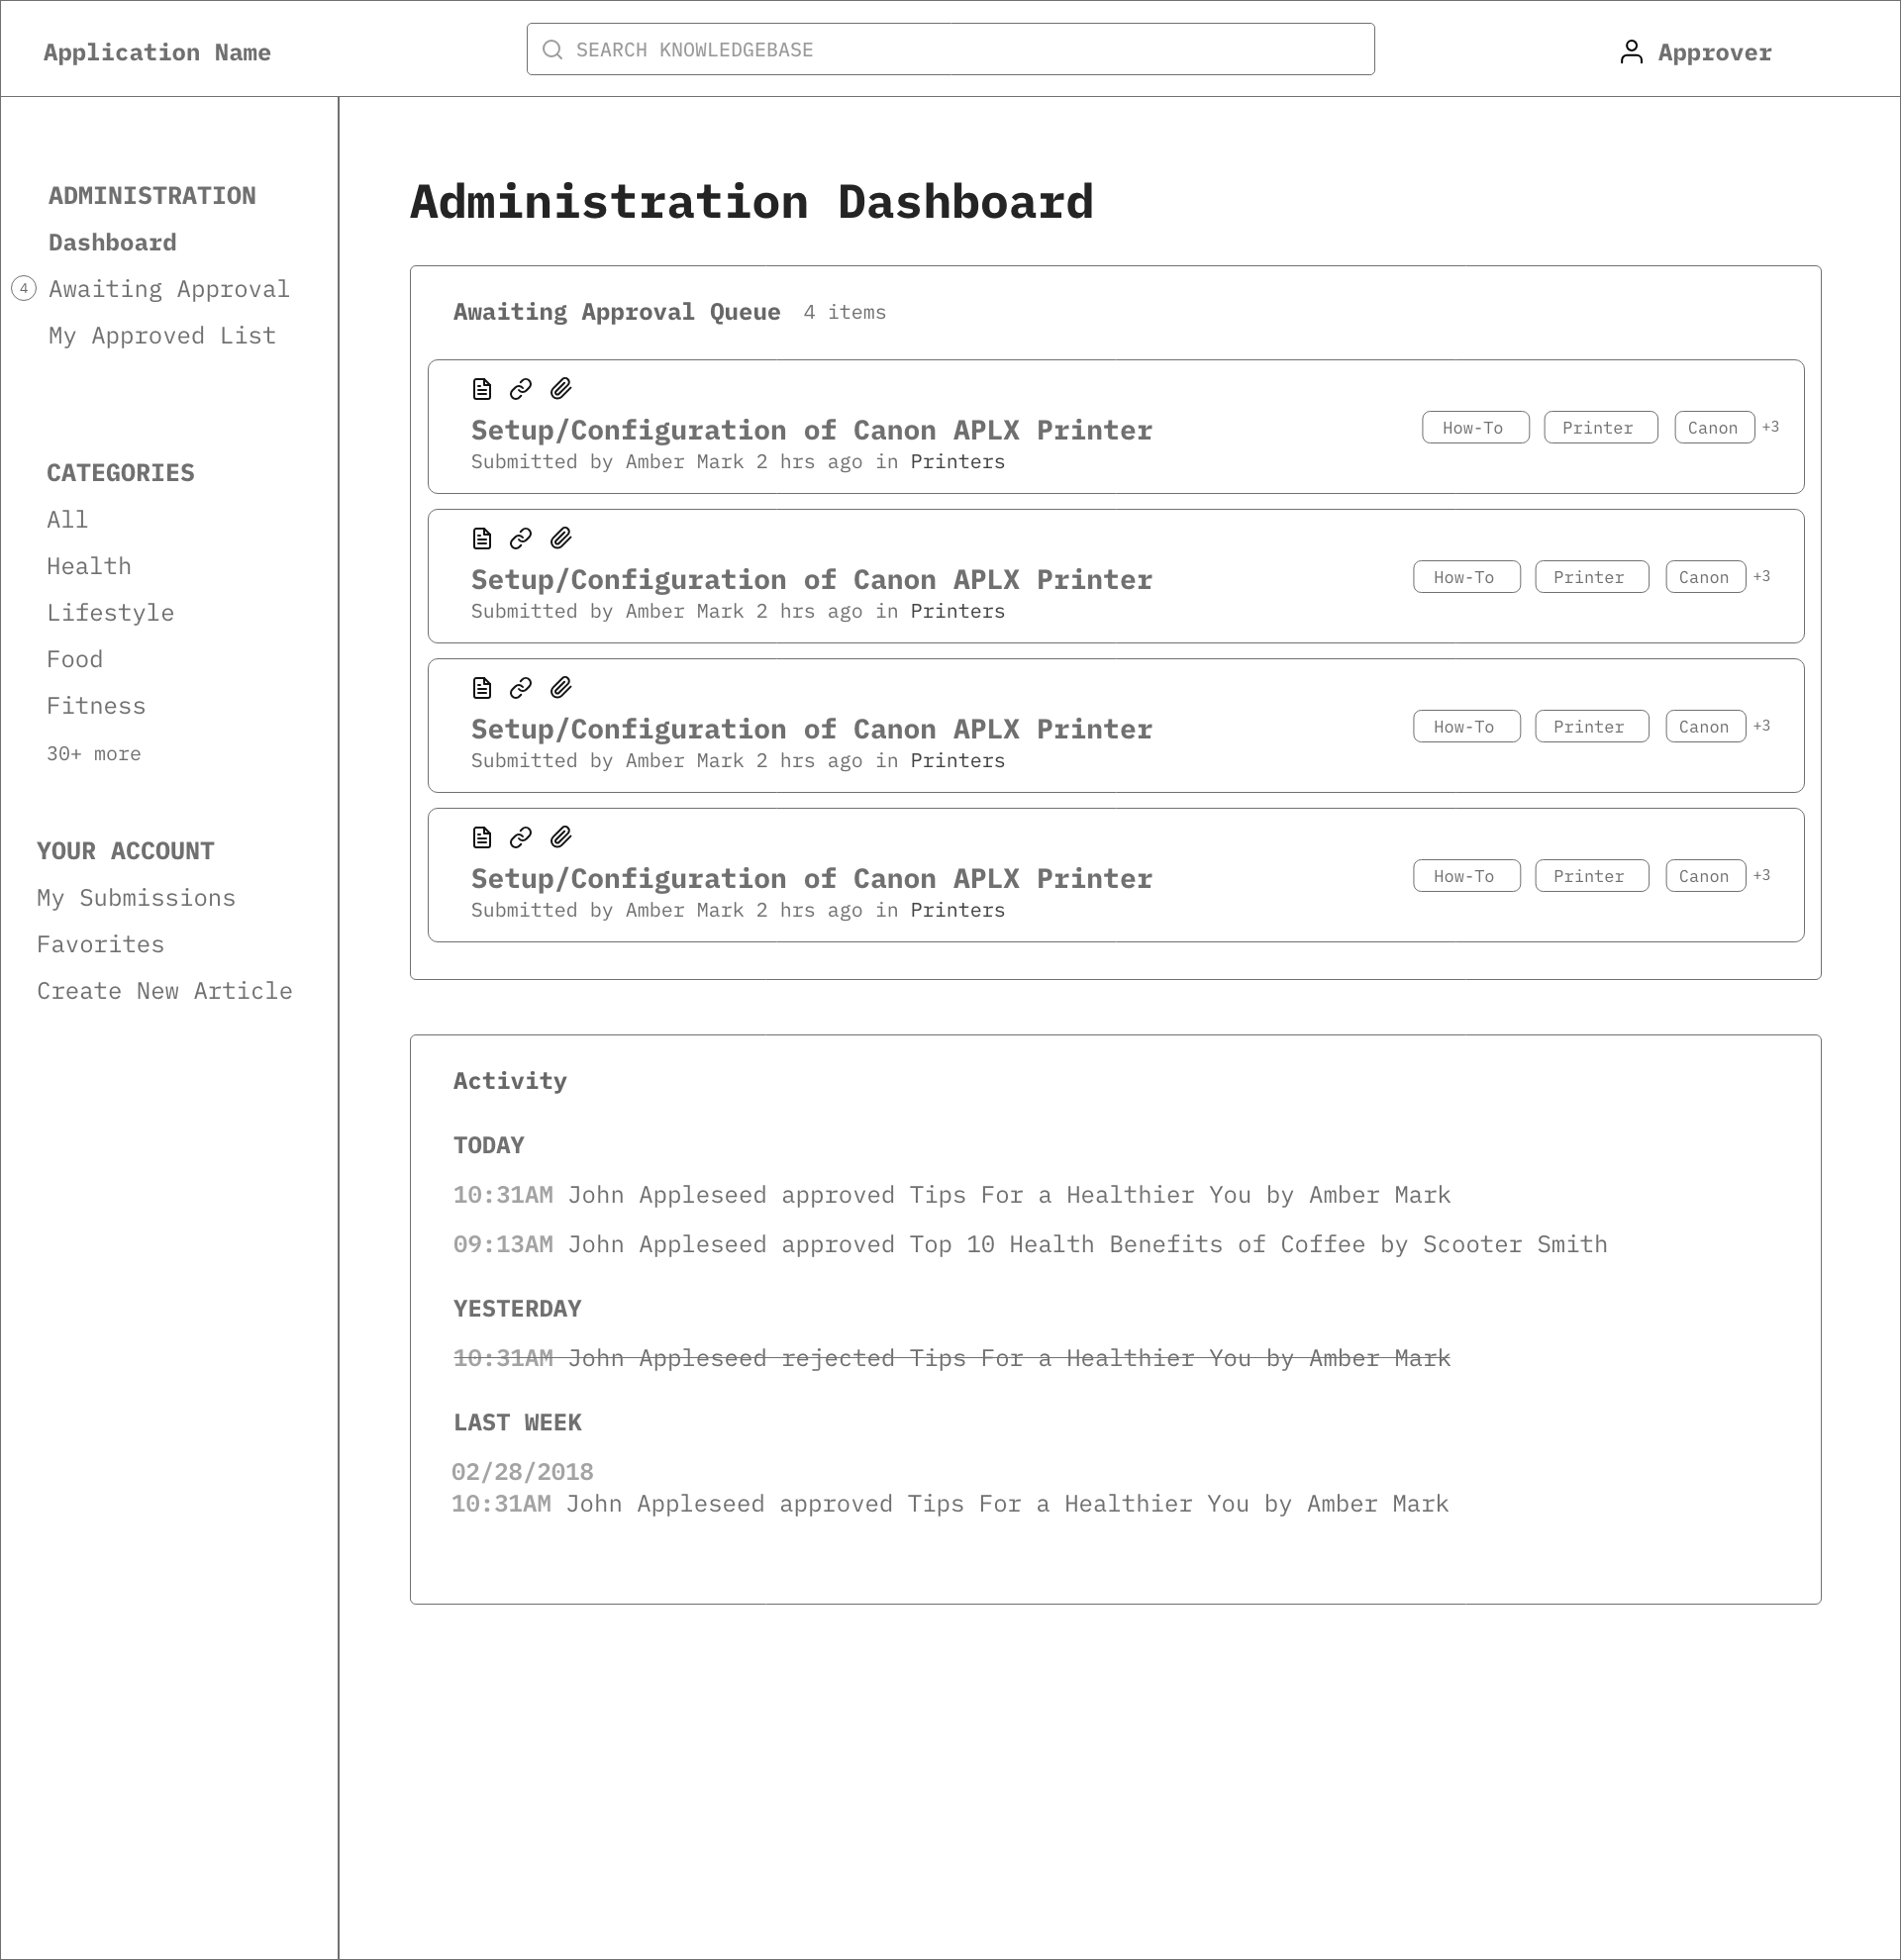 Application Name
SEARCH KNOWLEDGEBASE
Approver
ADMINISTRATION
Dashboard
4 Awaiting Approval
My Approved List
CATEGORIES
All
Health
Lifestyle
Food
Fitness
30+ more
YOUR ACCOUNT
My Submissions
Favorites
Create New Article
Administration Dashboard
Awaiting Approval Queue 4 items
Setup/Configuration of Canon APLX Printer
Submitted by Amber Mark 2 hrs ago in Printers
How-To Printer Canon +3
Setup/Configuration of Canon APLX Printer
Submitted by Amber Mark 2 hrs ago in Printers
How-To Printer Canon +3
Setup/Configuration of Canon APLX Printer
Submitted by Amber Mark 2 hrs ago in Printers
How-To Printer Canon +3
Setup/Configuration of Canon APLX Printer
Submitted by Amber Mark 2 hrs ago in Printers
How-To Printer Canon +3
Activity
TODAY
10:31AM John Appleseed approved Tips For a Healthier You by Amber Mark
09:13AM John Appleseed approved Top 10 Health Benefits of Coffee by Scooter Smith
YESTERDAY
10:31AM John Appleseed rejected Tips For a Healthier You by Amber Mark
LAST WEEK
02/28/2018
10:31AM John Appleseed approved Tips For a Healthier You by Amber Mark